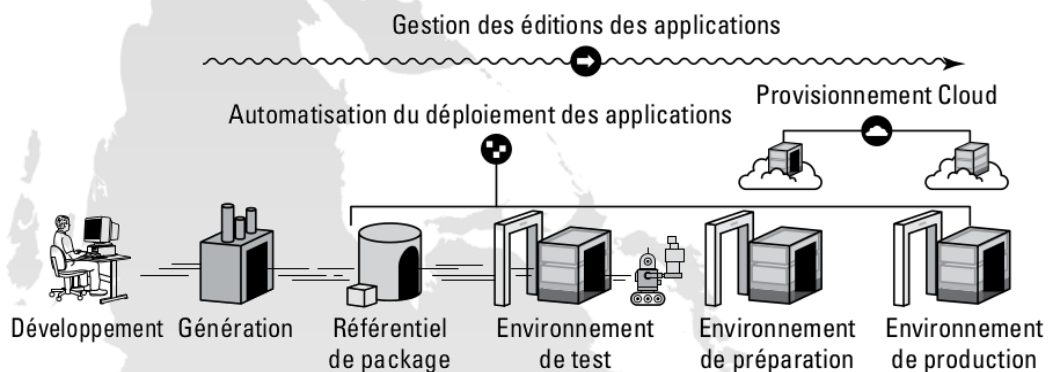 Gestion des éditions des applications
Provisionnement Cloud
Automatisation du déploiement des applications
Développement
Génération
Référentiel
de package
Environnement
de test
Environnement
de préparation
Environnement
de production